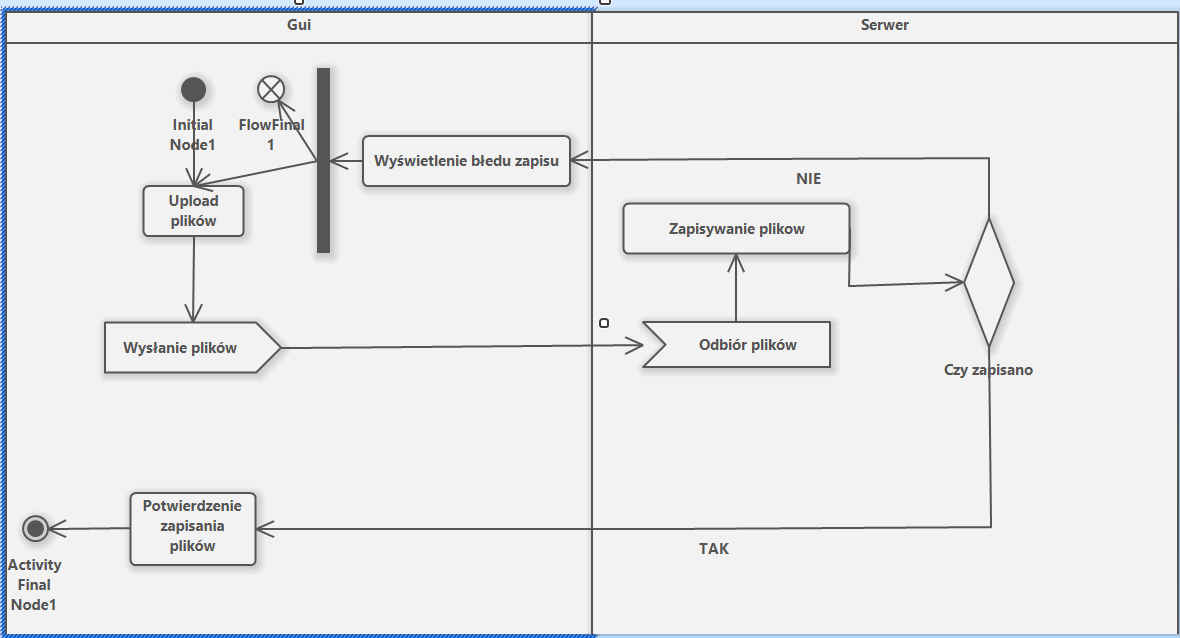 Gui
Serwer
Initial
Node1
FlowFinal
1
Wyświetlenie błedu zapisu
NIE
Upload
plików
Zapisywanie plikow
Wysłanie plików
Odbiór plików
Czy zapisano
Potwierdzenie
zapisania
plików
TAK
Activity
Final
Node1